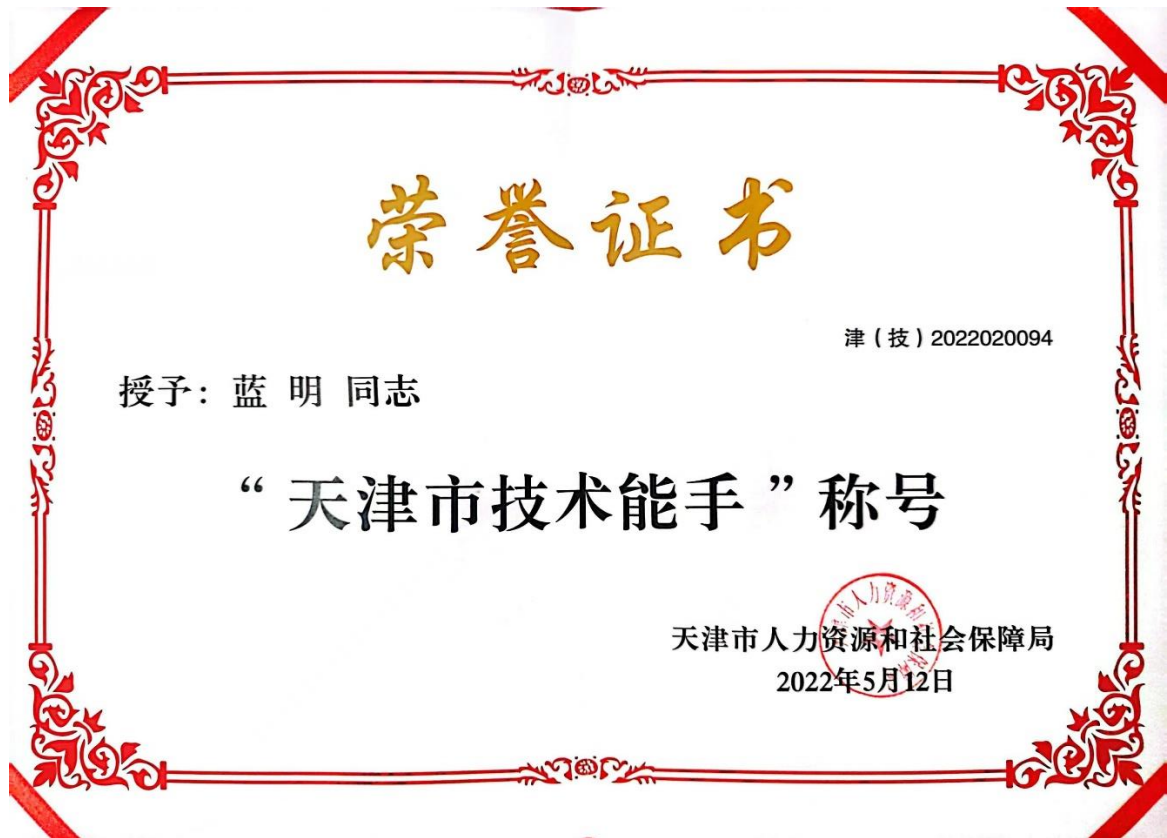 荣誉证书
津（技）2022020094
授予：蓝 明 同志
“天津市技术能手”称号
天津市人力资源和社会保障局
2022年5月12日